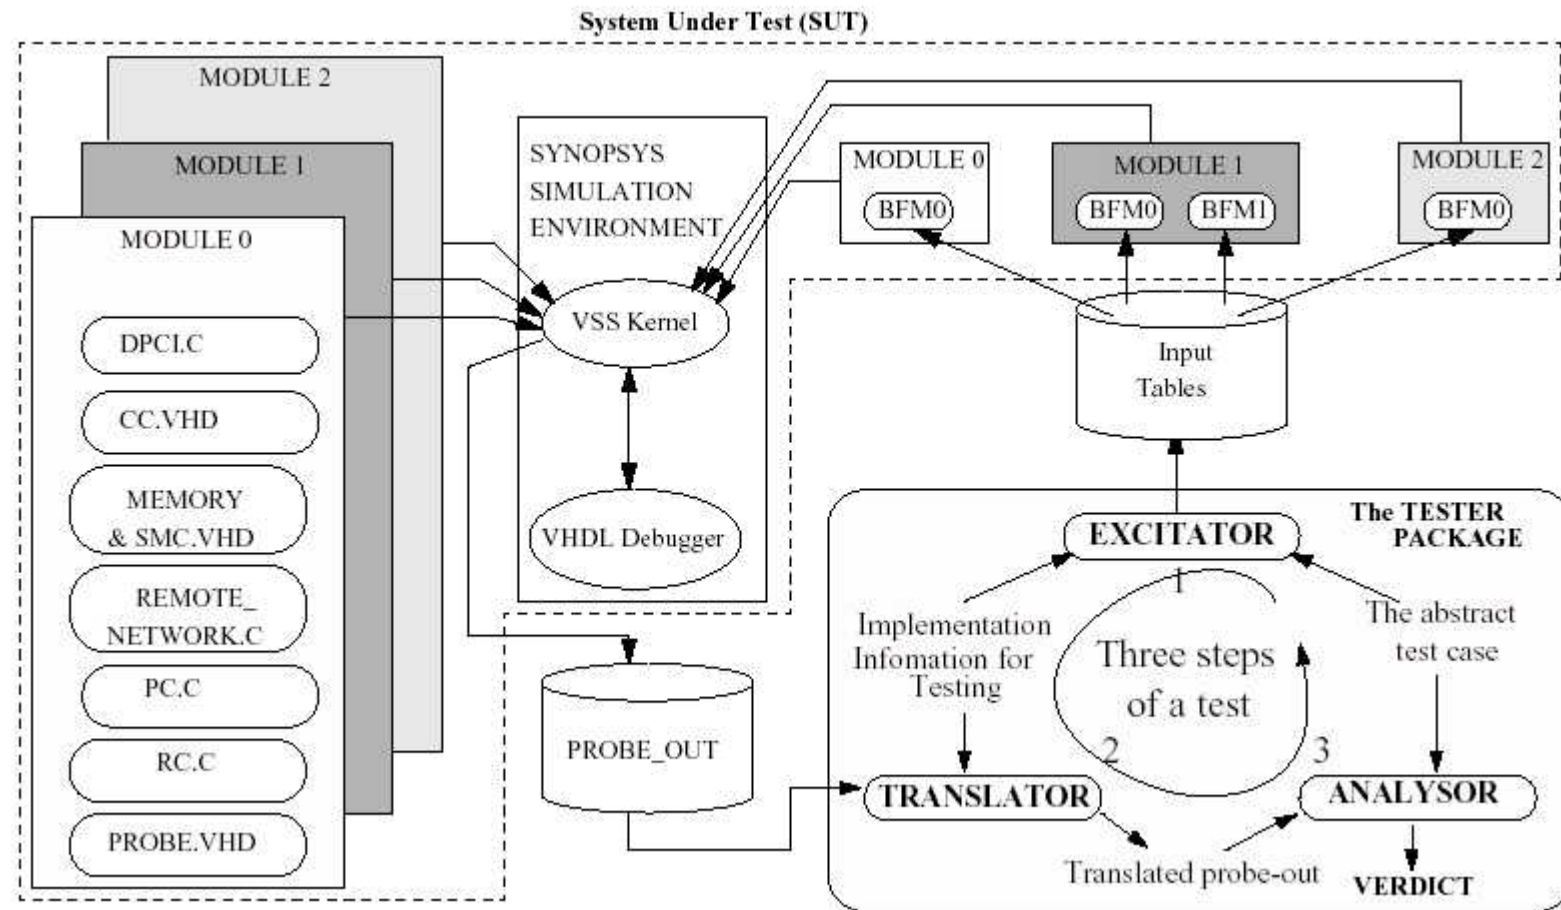 System Under Test (SUT)
MODULE 2
MODULE 1
MODULE 0
DPCI.C
CC.VHD
MEMORY
& SMC.VHD
REMOTE_
NETWORK.C
PC.C
RC.C
PROBE.VHD
SYNOPSYS
SIMULATION
ENVIRONMENT
VSS Kernel
VHDL Debugger
MODULE 0
BFM0
MODULE 1
BFM0
BFM1
MODULE 2
BFM0
Input
Tables
PROBE_OUT
The TESTER
PACKAGE
EXCITATOR
1
Implementation
Infomation for
Testing
Three steps
of a test
The abstract
test case
2
3
TRANSLATOR
ANALYSOR
Translated probe-out
VERDICT